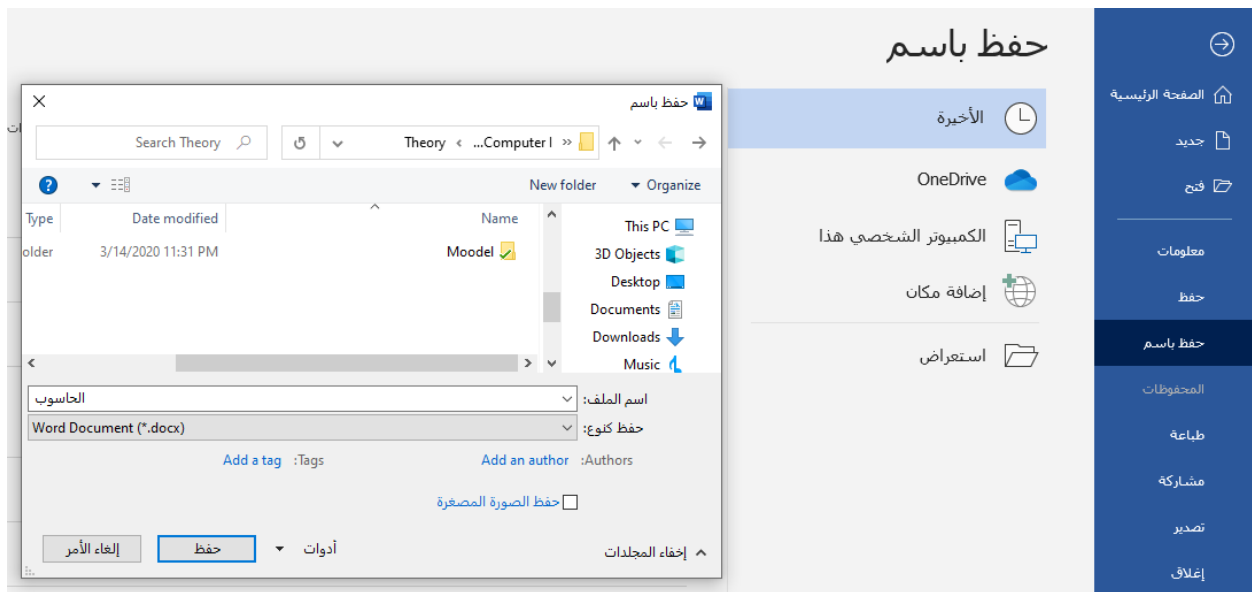 حفظ باسم
الصفحة الرئيسية
جديد
فتح
معلومات
حفظ
حفظ باسم
المحفوظات
طباعة
مشاركة
تصدير
إغلاق
الأخيرة
OneDrive
الكمبيوتر الشخصي هذا
إضافة مكان
استعراض
حفظ باسم
Theory < ...Computer I »
Search Theory
Organize
New folder
Name
Date modified
Type
Moodel
3/14/2020 11:31 PM
older
This PC
3D Objects
Desktop
Documents
Downloads
Music
اسم الملف: الحاسوب
حفظ كنوع: Word Document (*.docx)
Authors: Add an author
Tags: Add a tag
حفظ الصورة المصغرة
إخفاء المجلدات
أدوات
حفظ
إلغاء الأمر